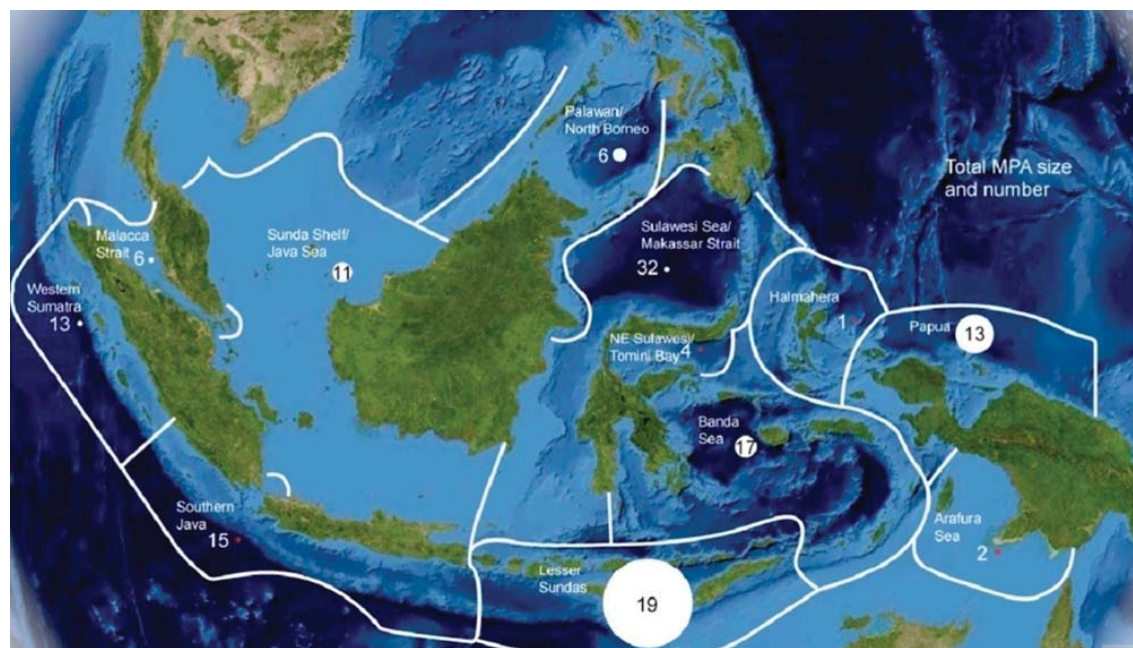 Palawan/
North Borneo
6
Total MPA size
and number
Malacca
Strait
6
Sunda Shelf/
Java Sea
11
Sulawesi Sea/
Makassar Strait
32
Western
Sumatra
13
Halmahera
1
Papua
13
NE Sulawesi/
Tomini Bay
4
Banda
Sea
17
Southern
Java
15
Arafura
Sea
2
Lesser
Sundas
19